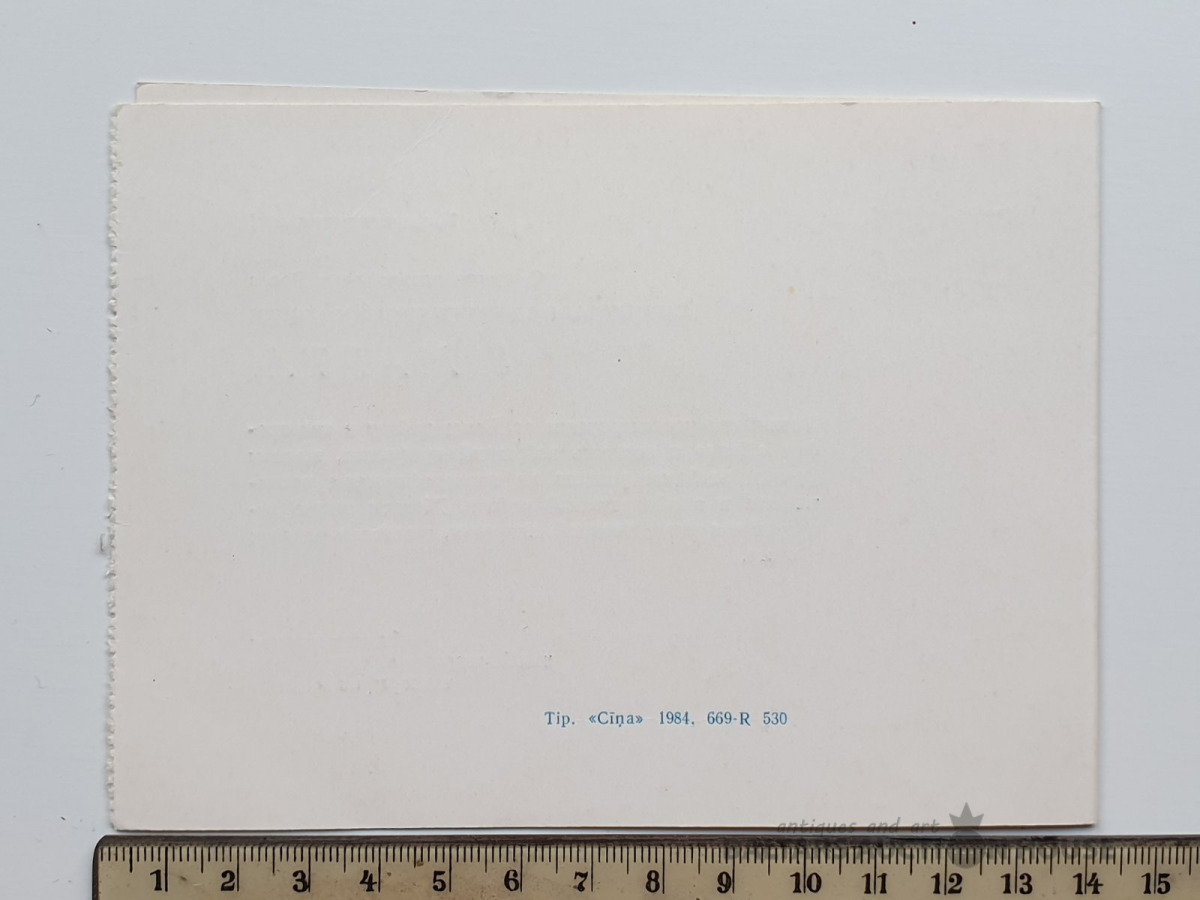 Tip. «Cīņa» 1984. 669-R 530
antiques and art
1 2 3 4 5 6 7 8 9 10 11 12 13 14 15